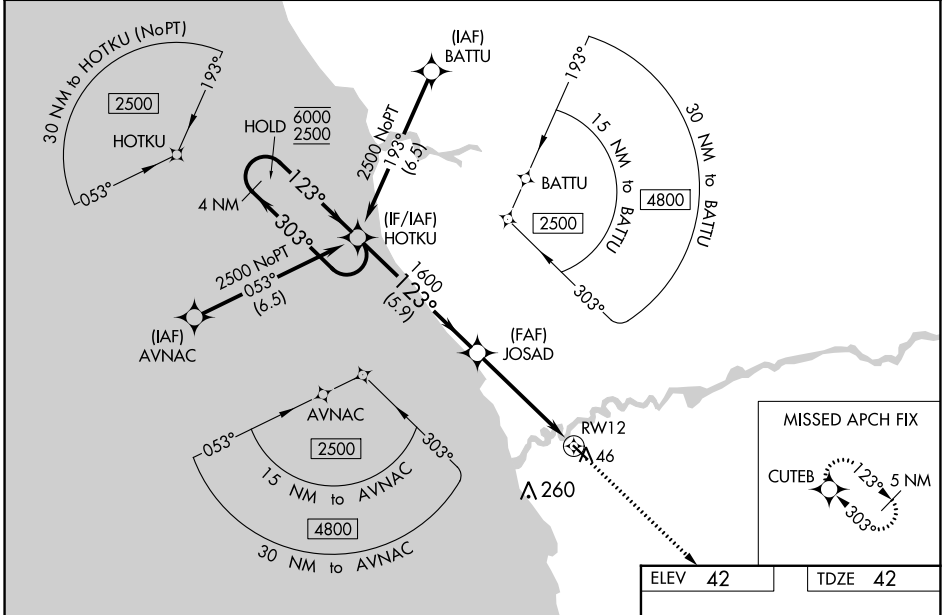 30 NM to HOTKU (NoPT)
193°
2500
HOTKU
053°
(IAF)
BATTU
2500 NoPT
193°
(6.5)
HOLD
6000
2500
123°
4 NM
303°
(IF/IAF)
HOTKU
2500 NoPT
053°
(6.5)
(IAF)
AVNAC
1600
123°
(5.9)
(FAF)
JOSAD
193°
30 NM to BATTU
15 NM to BATTU
BATTU
2500
4800
303°
053°
AVNAC
303°
2500
15 NM to AVNAC
4800
30 NM to AVNAC
RW12
46
260
MISSED APCH FIX
CUTEB
123°
5 NM
303°
ELEV 42
TDZE 42